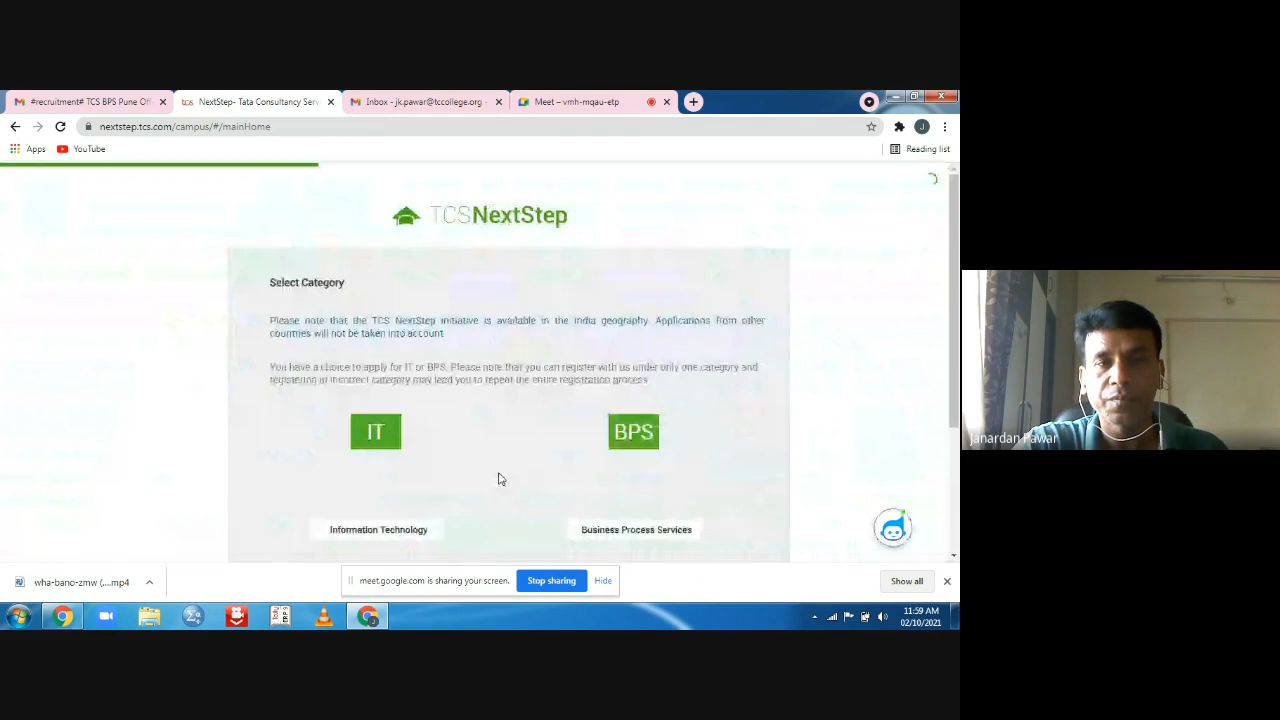 #recruitment# TCS BPS Pune Off
NextStep- Tata Consultancy Serv
Inbox - jk.pawar@tccollege.org -
Meet – vmh-mqau-etp
nextstep.tcs.com/campus/#/mainHome
J
Apps
YouTube
Reading list
TCS NextStep
Select Category
Please note that the TCS NextStep initiative is available in the India geography. Applications from other
countries will not be taken into account
You have a choice to apply for IT or BPS. Please note that you can register with us under only one category and
registering in incorrect category may lead you to repeat the entire registration process
IT
BPS
Information Technology
Business Process Services
Janardan Pawar
wha-bano-zmw (,...mp4
meet.google.com is sharing your screen.
Stop sharing
Hide
Show all
11:59 AM
02/10/2021